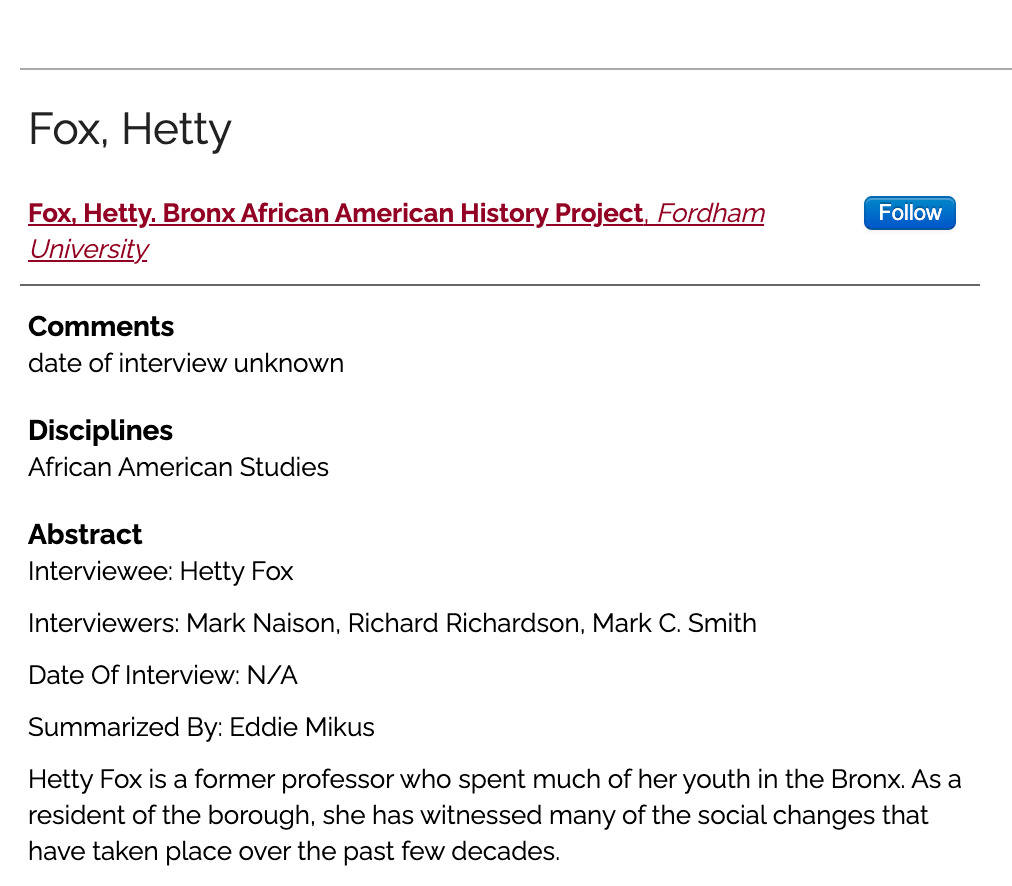 Fox, Hetty
Fox, Hetty. Bronx African American History Project, Fordham
University
Follow
Comments
date of interview unknown
Disciplines
African American Studies
Abstract
Interviewee: Hetty Fox
Interviewers: Mark Naison, Richard Richardson, Mark C. Smith
Date Of Interview: N/A
Summarized By: Eddie Mikus
Hetty Fox is a former professor who spent much of her youth in the Bronx. As a
resident of the borough, she has witnessed many of the social changes that
have taken place over the past few decades.